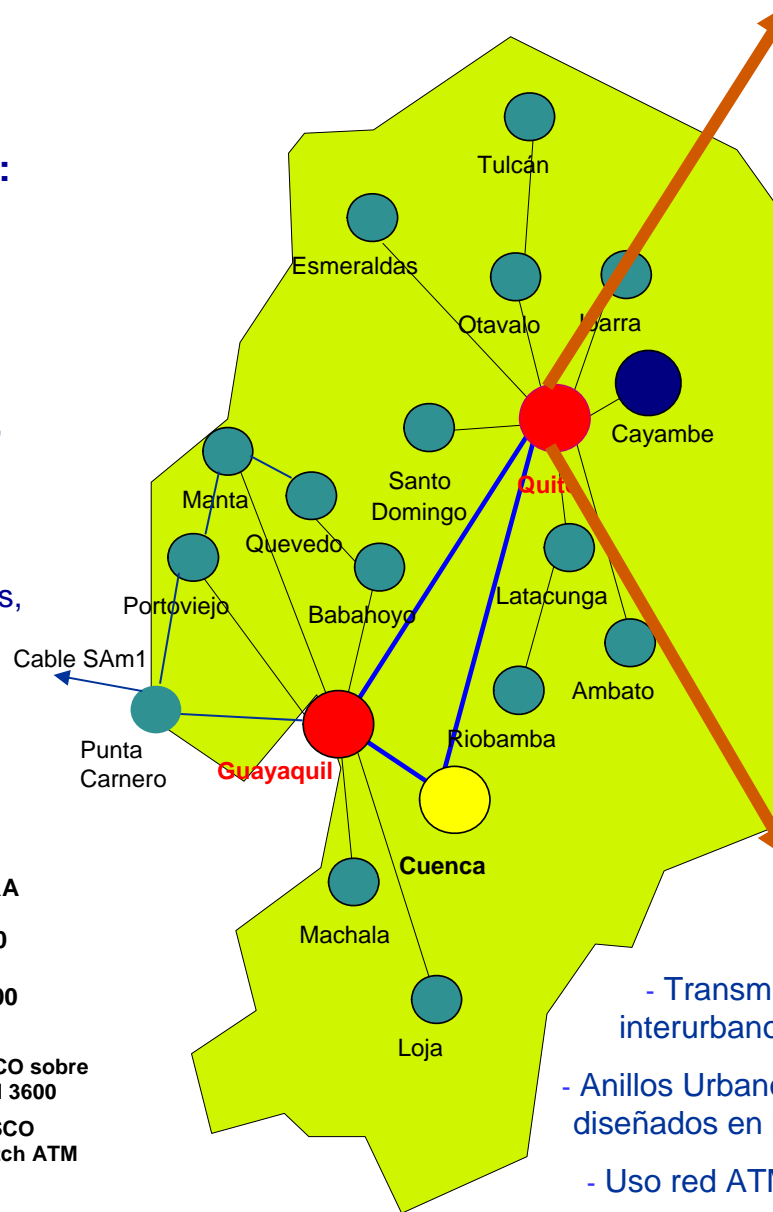 :
Tulcán
Esmeraldas
Otavalo
Ibarra
Cayambe
Santo
Domingo
Quito
Manta
Quevedo
Latacunga
Portoviejo
Babahoyo
s,
Cable SAm1
Ambato
Riobamba
Punta
Carnero
Guayaquil
Cuenca
Machala
Loja
CO sobre
3600
SCO
tch ATM
- Transm
interurbano
- Anillos Urbano
diseñados en
- Uso red ATM